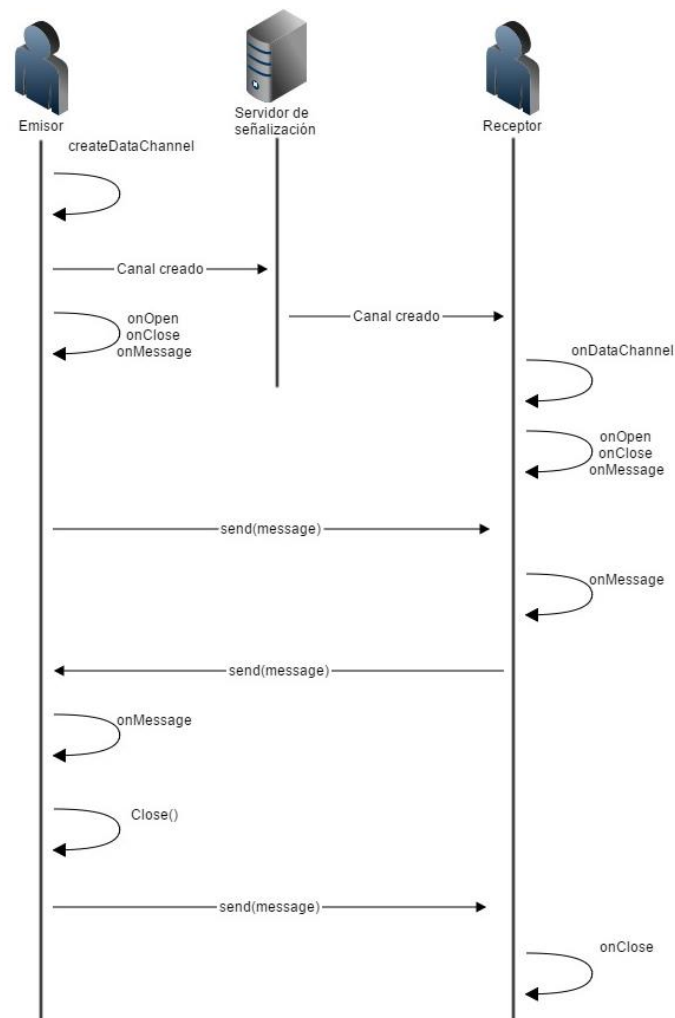 Emisor
Servidor de
señalización
Receptor
createDataChannel
Canal creado
Canal creado
onOpen
onClose
onMessage
onDataChannel
onOpen
onClose
onMessage
send(message)
onMessage
send(message)
onMessage
Close()
send(message)
onClose